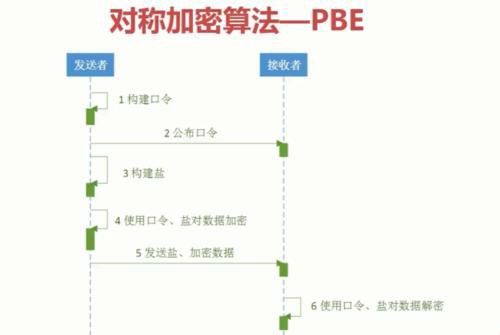 对称加密算法—PBE
发送者
接收者
1 构建口令
2 公布口令
3 构建盐
4 使用口令、盐对数据加密
5 发送盐、加密数据
6 使用口令、盐对数据解密